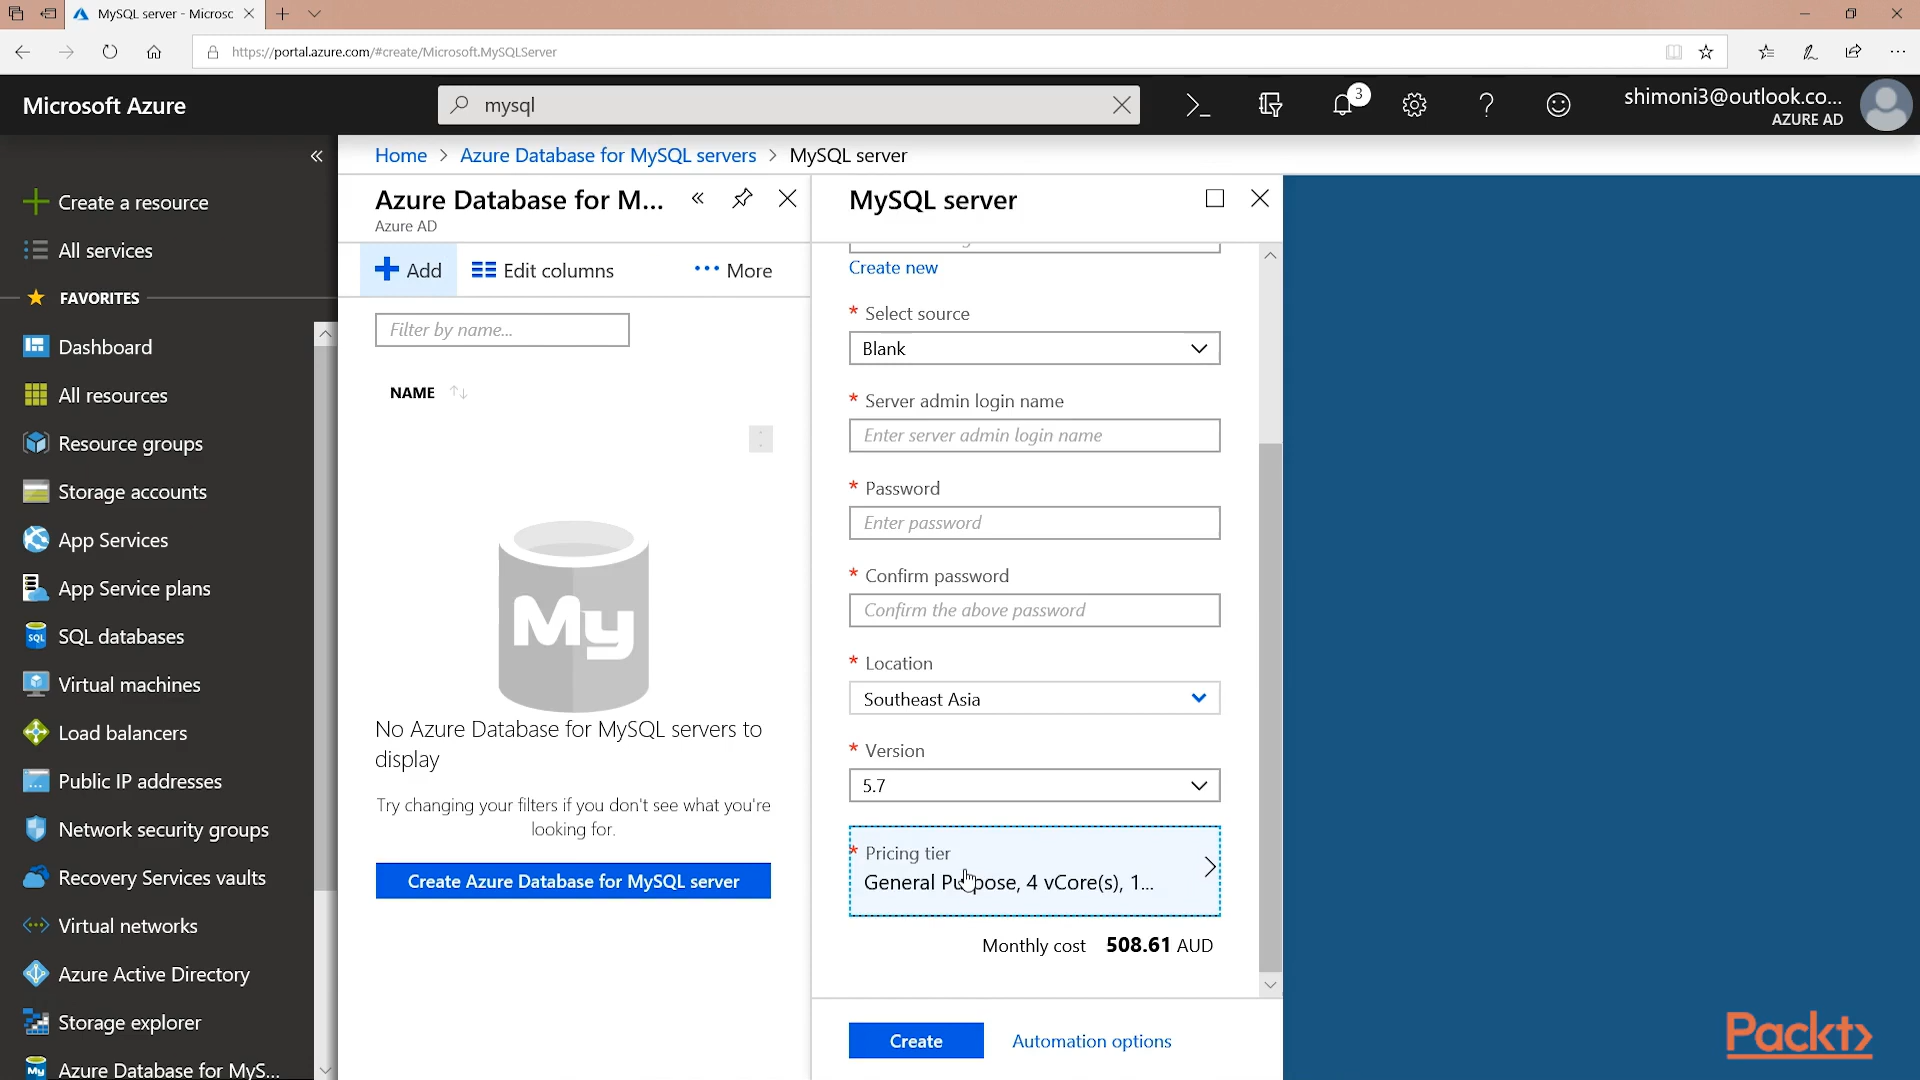 MySQL server - Microsc
https://portal.azure.com/#create/Microsoft.MySQLServer
Microsoft Azure
mysql
3
shimoni3@outlook.co...
AZURE AD
Create a resource
All services
FAVORITES
Dashboard
All resources
Resource groups
Storage accounts
App Services
App Service plans
SQL
SQL databases
Virtual machines
Load balancers
Public IP addresses
Network security groups
Recovery Services vaults
Virtual networks
Azure Active Directory
Storage explorer
My
Azure Database for MyS...
Home > Azure Database for MySQL servers > MySQL server
Azure Database for M...
Azure AD
Add
Edit columns
More
Filter by name...
NAME
My
No Azure Database for MySQL servers to
display
Try changing your filters if you don't see what you're
looking for.
Create Azure Database for MySQL server
MySQL server
Create new
* Select source
Blank
* Server admin login name
Enter server admin login name
* Password
Enter password
* Confirm password
Confirm the above password
* Location
Southeast Asia
* Version
5.7
* Pricing tier
General Purpose, 4 vCore(s), 1...
Monthly cost 508.61 AUD
Create
Automation options
Packt>